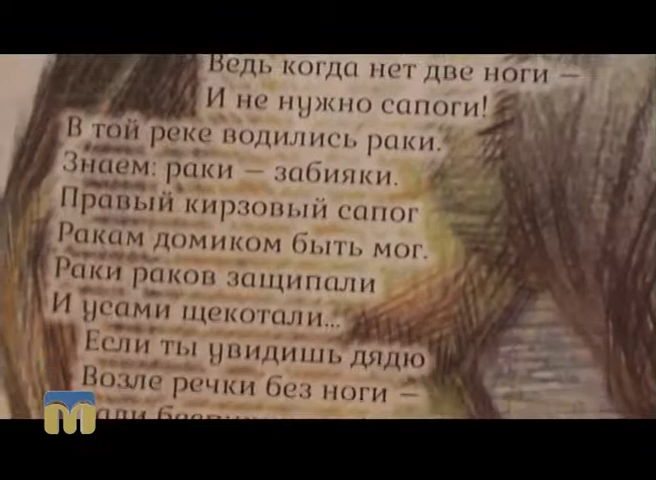 Ведь когда нет две ноги –
И не нужно сапоги!
В той реке водились раки.
Знаем: раки – забияки.
Правый кирзовый сапог
Ракам домиком быть мог.
Раки раков защипали
И усами щекотали...
Если ты увидишь дядю
Возле речки без ноги –